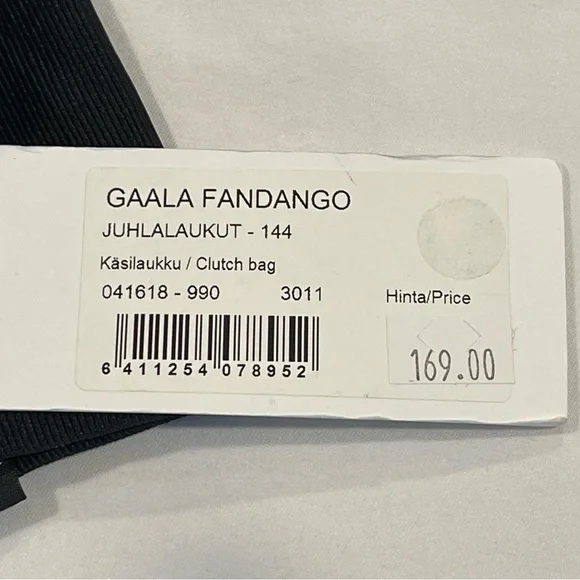 GAALA FANDANGO
JUHLALAUKUT - 144
Käsilaukku / Clutch bag
041618 - 990 3011 Hinta/Price
169.00
6 411254 078952